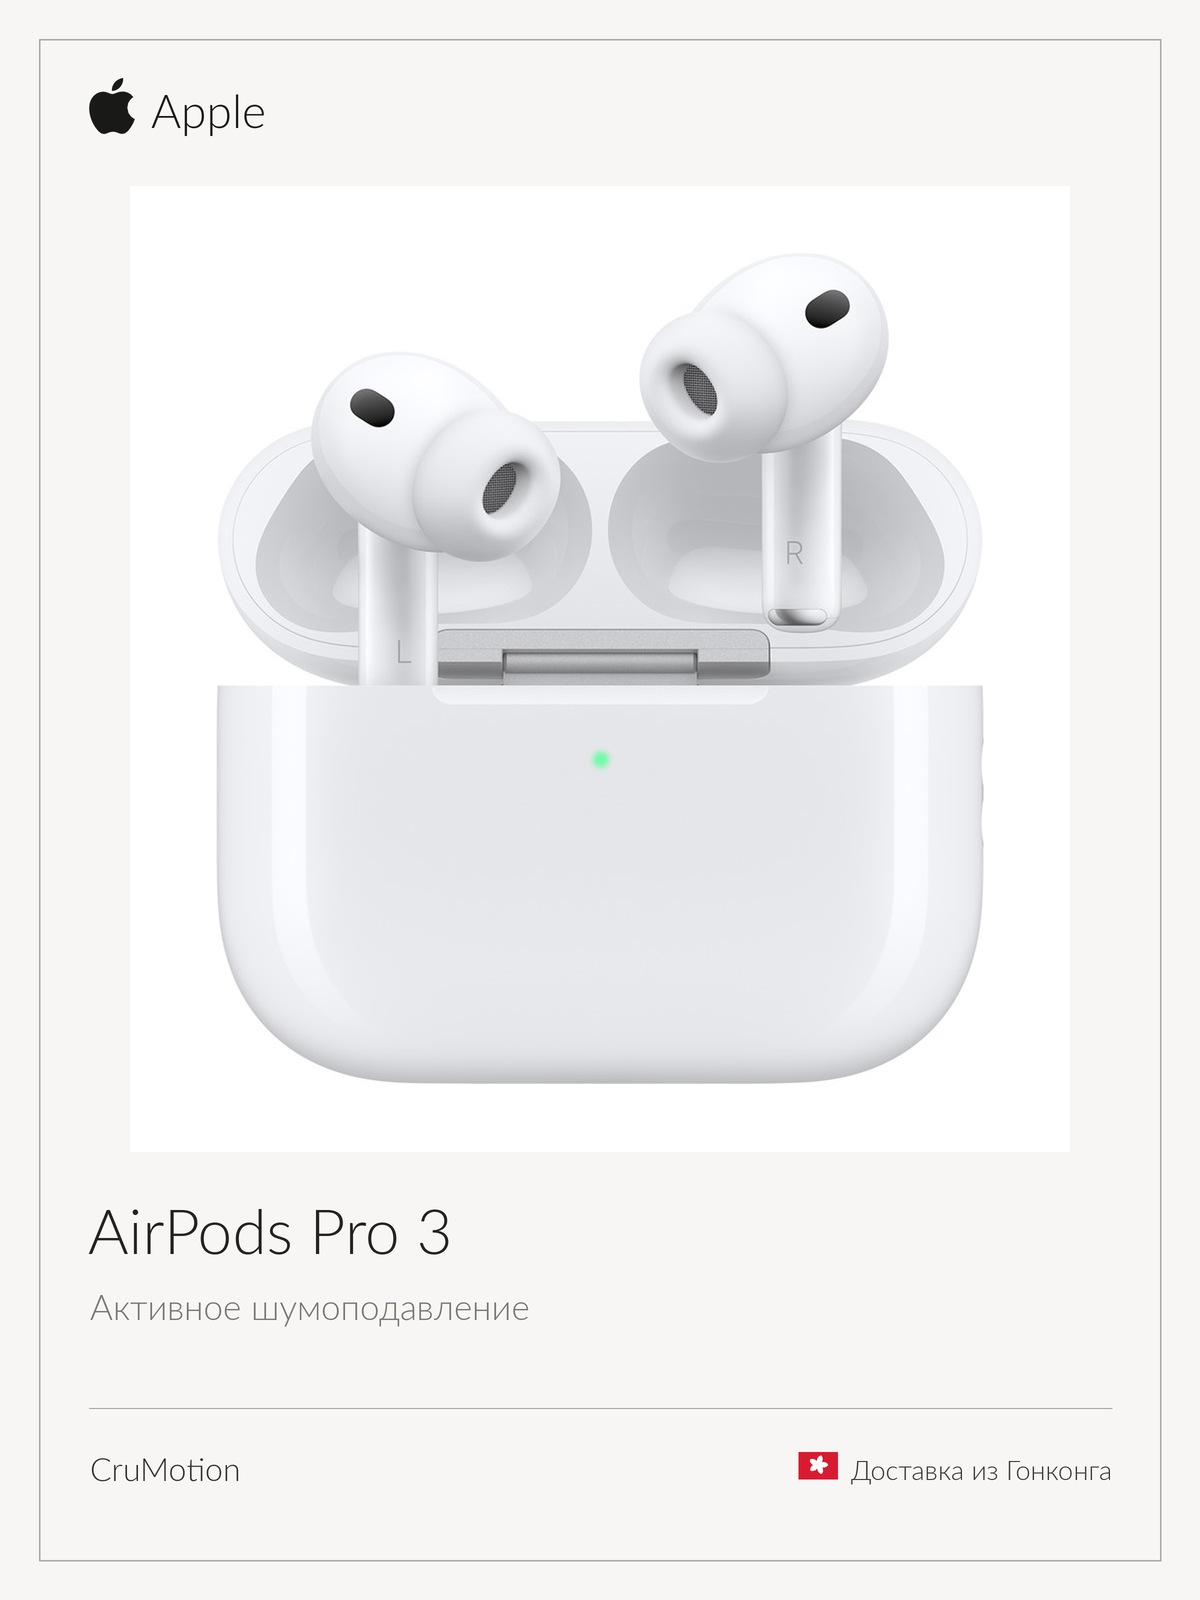 Apple
R
L
AirPods Pro 3
Активное шумоподавление
CruMotion
Доставка из Гонконга